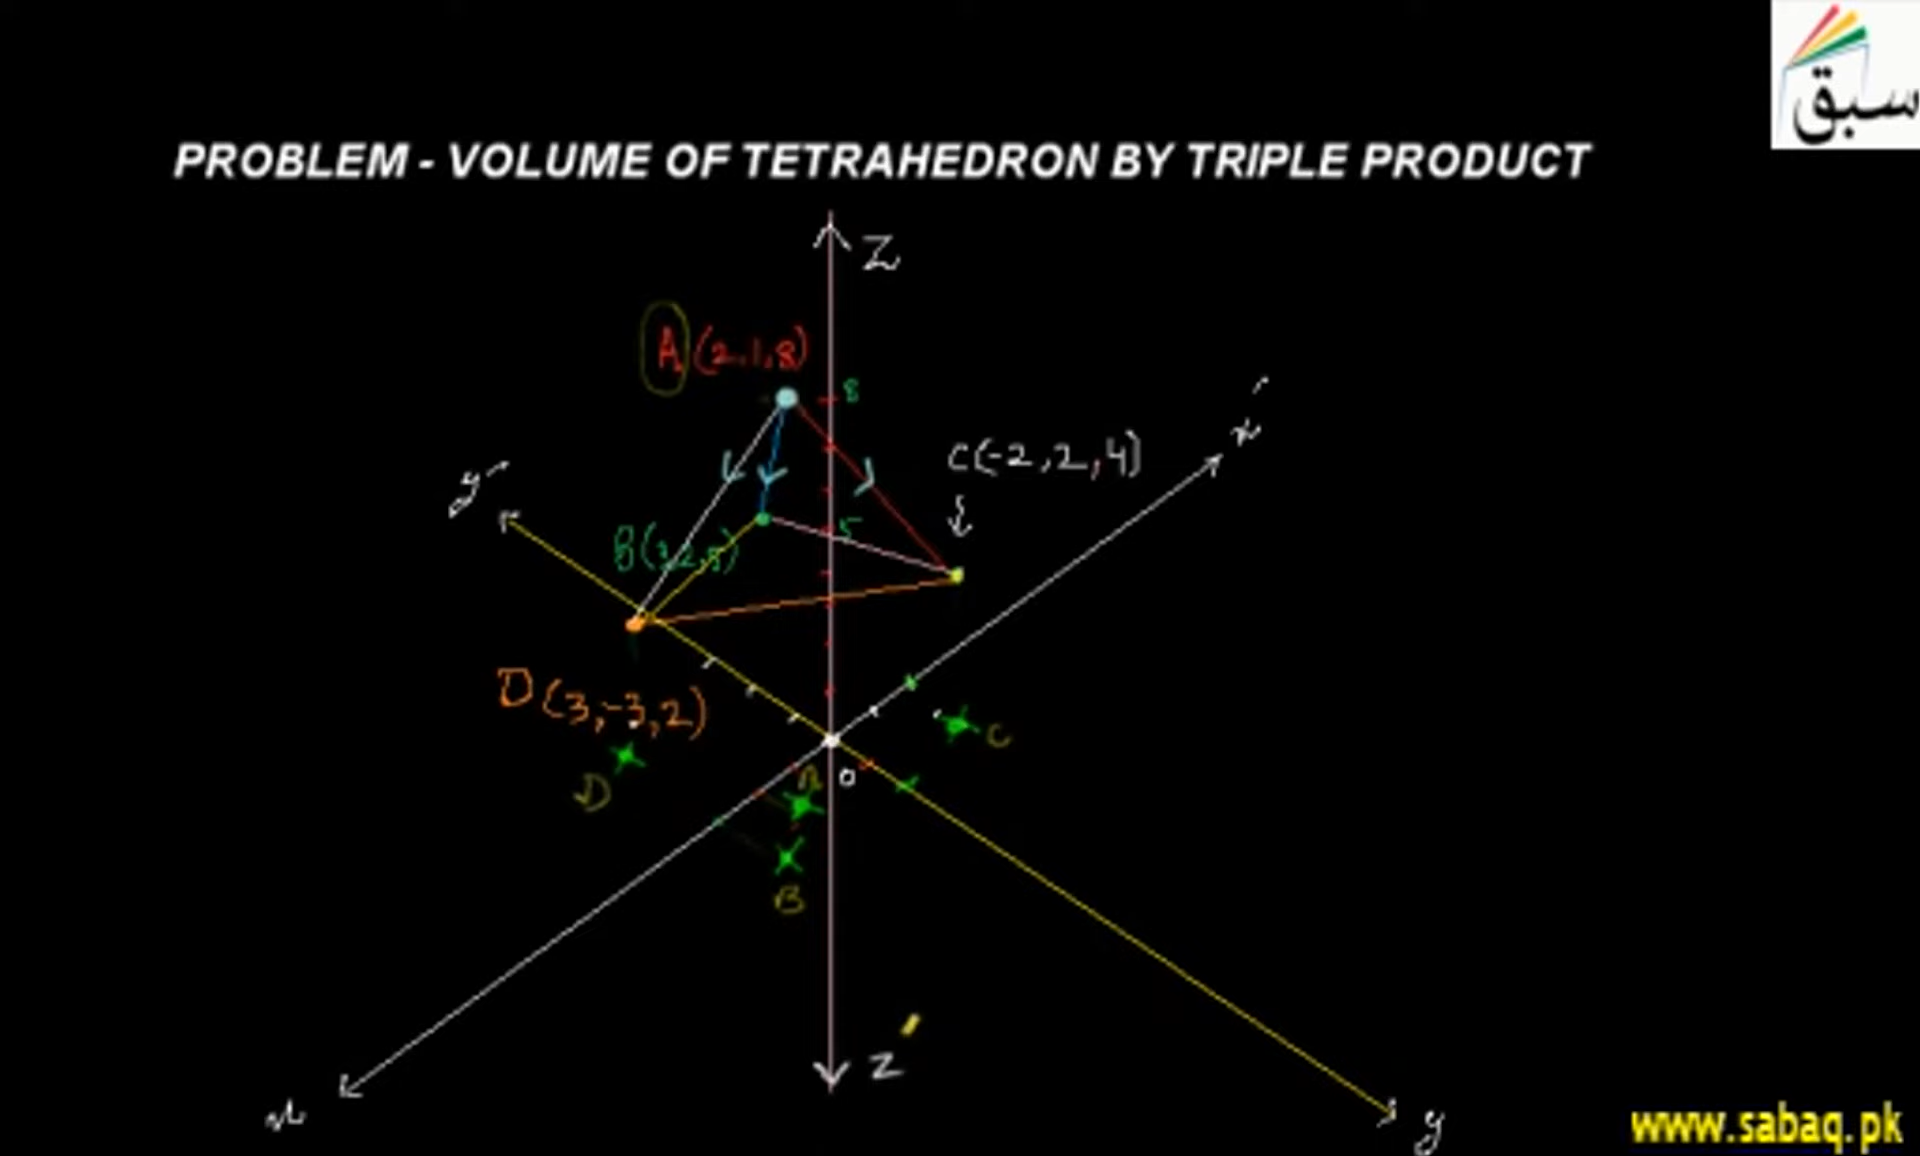 سبق
PROBLEM - VOLUME OF TETRAHEDRON BY TRIPLE PRODUCT
Z
A(2,1,8)
8
x'
C(-2,2,4)
y'
5
B(3,2,
D(3,-3,2)
C
D
A
O
B
z'
x
y
www.sabaq.pk